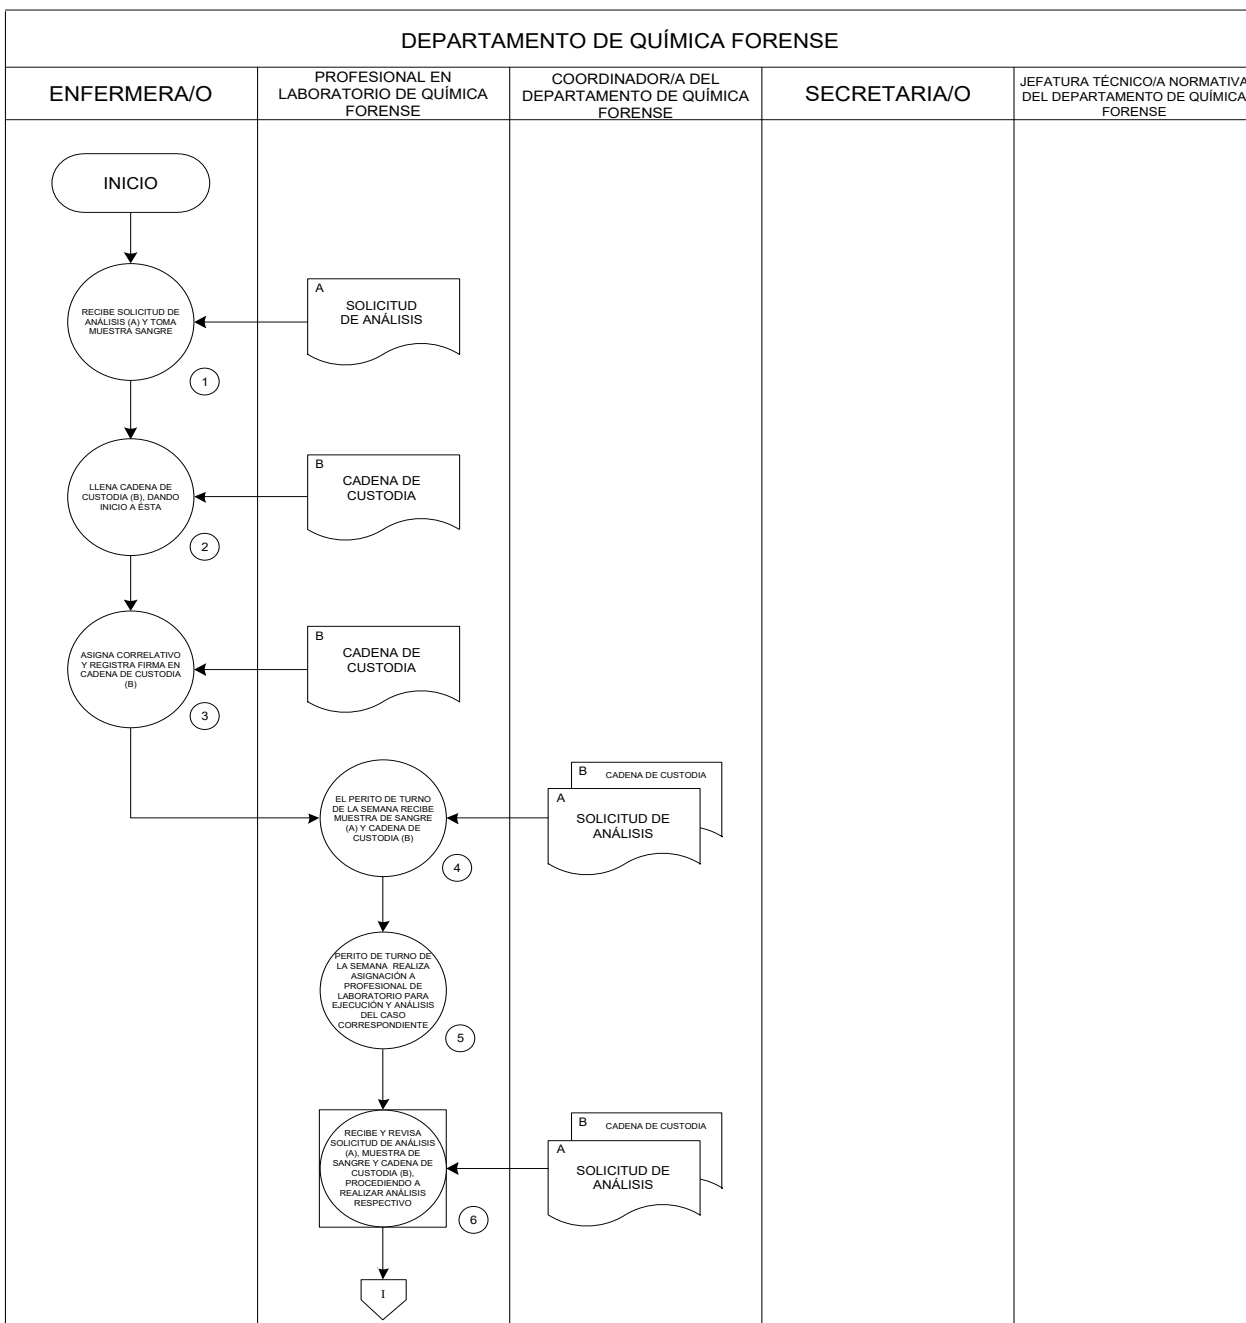 DEPARTAMENTO DE QUÍMICA FORENSE
ENFERMERA/O
PROFESIONAL EN
LABORATORIO DE QUÍMICA
FORENSE
COORDINADOR/A DEL
DEPARTAMENTO DE QUÍMICA
FORENSE
SECRETARIA/O
JEFATURA TÉCNICO/A NORMATIVA
DEL DEPARTAMENTO DE QUÍMICA
FORENSE
INICIO
RECIBE SOLICITUD DE
ANÁLISIS (A) Y TOMA
MUESTRA SANGRE
1
A
SOLICITUD
DE ANÁLISIS
LLENA CADENA DE
CUSTODIA (B), DANDO
INICIO A ÉSTA
2
B
CADENA DE
CUSTODIA
ASIGNA CORRELATIVO
Y REGISTRA FIRMA EN
CADENA DE CUSTODIA
(B)
3
B
CADENA DE
CUSTODIA
EL PERITO DE TURNO
DE LA SEMANA RECIBE
MUESTRA DE SANGRE
(A) Y CADENA DE
CUSTODIA (B)
4
B CADENA DE CUSTODIA
A
SOLICITUD DE
ANÁLISIS
PERITO DE TURNO DE
LA SEMANA REALIZA
ASIGNACIÓN A
PROFESIONAL DE
LABORATORIO PARA
EJECUCIÓN Y ANÁLISIS
DEL CASO
CORRESPONDIENTE
5
RECIBE Y REVISA
SOLICITUD DE ANÁLISIS
(A), MUESTRA DE
SANGRE Y CADENA DE
CUSTODIA (B),
PROCEDIENDO A
REALIZAR ANÁLISIS
RESPECTIVO
6
B CADENA DE CUSTODIA
A
SOLICITUD DE
ANÁLISIS
I